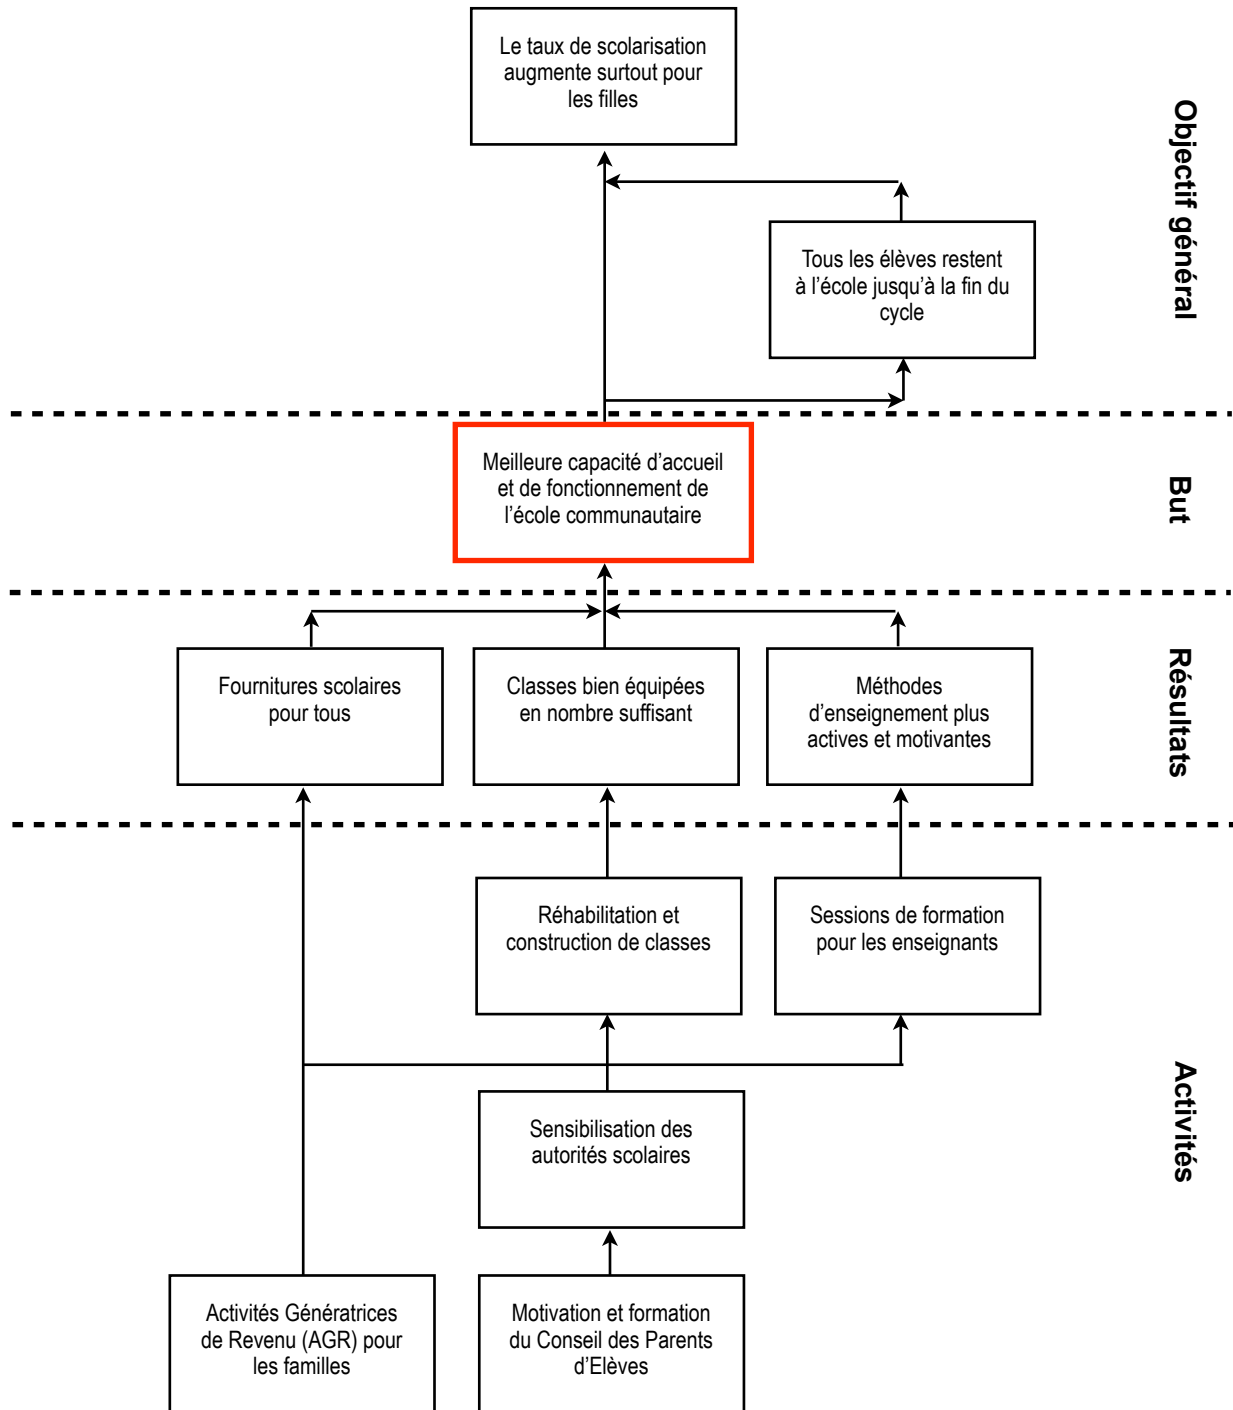 Le taux de scolarisation
augmente surtout pour
les filles
Objectif général
Tous les élèves restent
à l’école jusqu’à la fin du
cycle
Meilleure capacité d’accueil
et de fonctionnement de
l’école communautaire
But
Fournitures scolaires
pour tous
Classes bien équipées
en nombre suffisant
Méthodes
d’enseignement plus
actives et motivantes
Résultats
Réhabilitation et
construction de classes
Sessions de formation
pour les enseignants
Activités
Sensibilisation des
autorités scolaires
Activités Génératrices
de Revenu (AGR) pour
les familles
Motivation et formation
du Conseil des Parents
d’Elèves